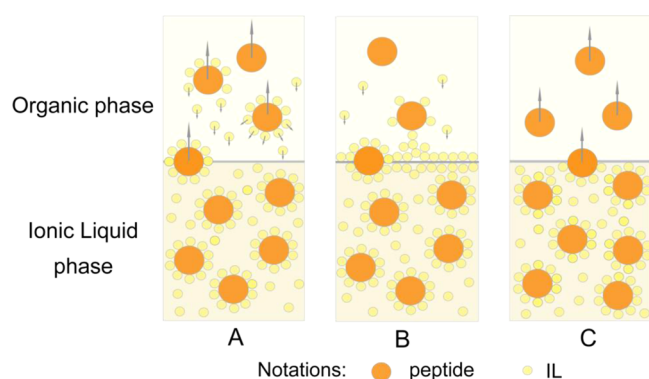 Organic phase
Ionic Liquid
phase
A B C
Notations: peptide IL